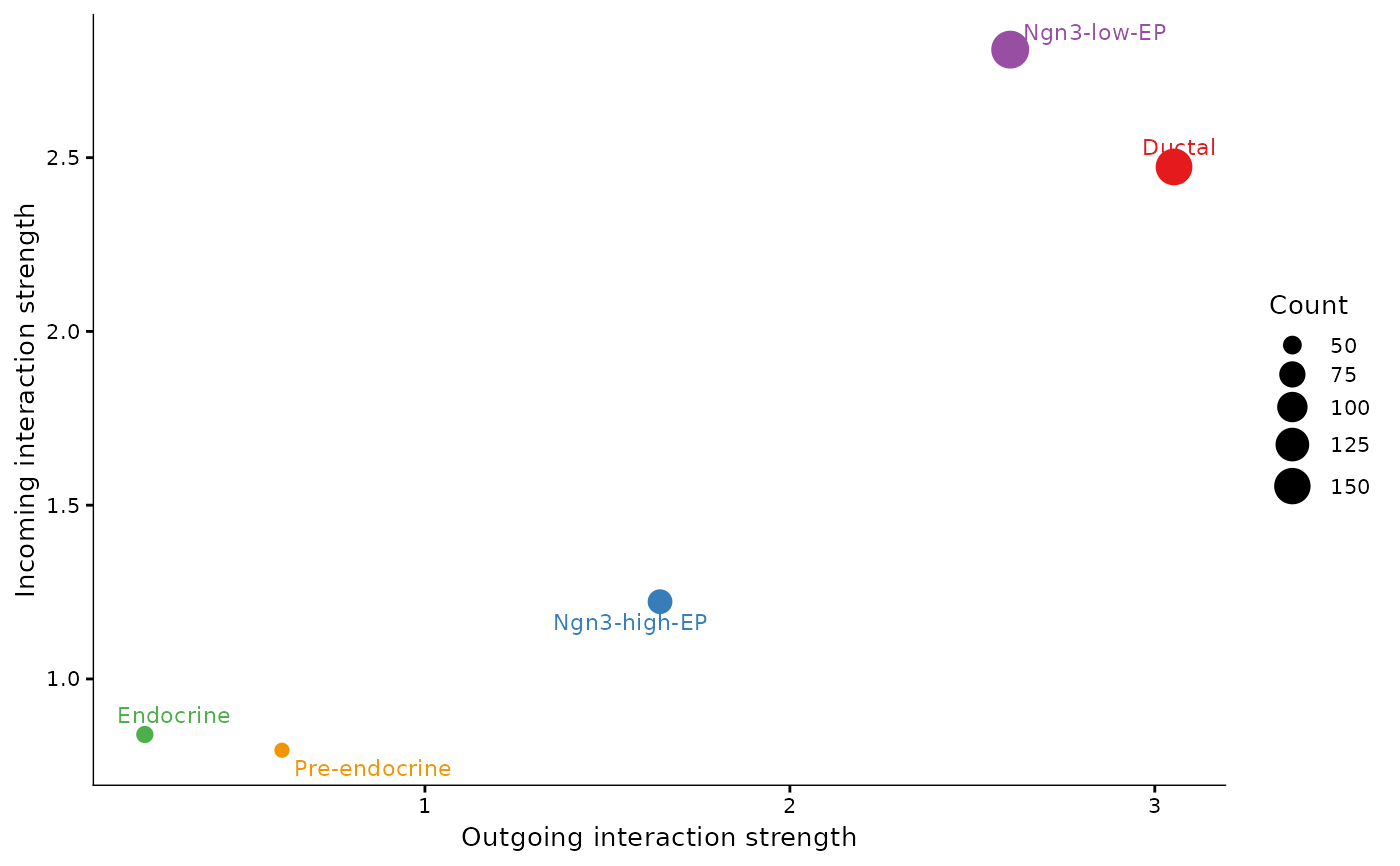 Ngn3-low-EP
Ductal
2.5
2.0
1.5
1.0
Incoming interaction strength
Ngn3-high-EP
Endocrine
Pre-endocrine
1
2
3
Outgoing interaction strength
Count
50
75
100
125
150